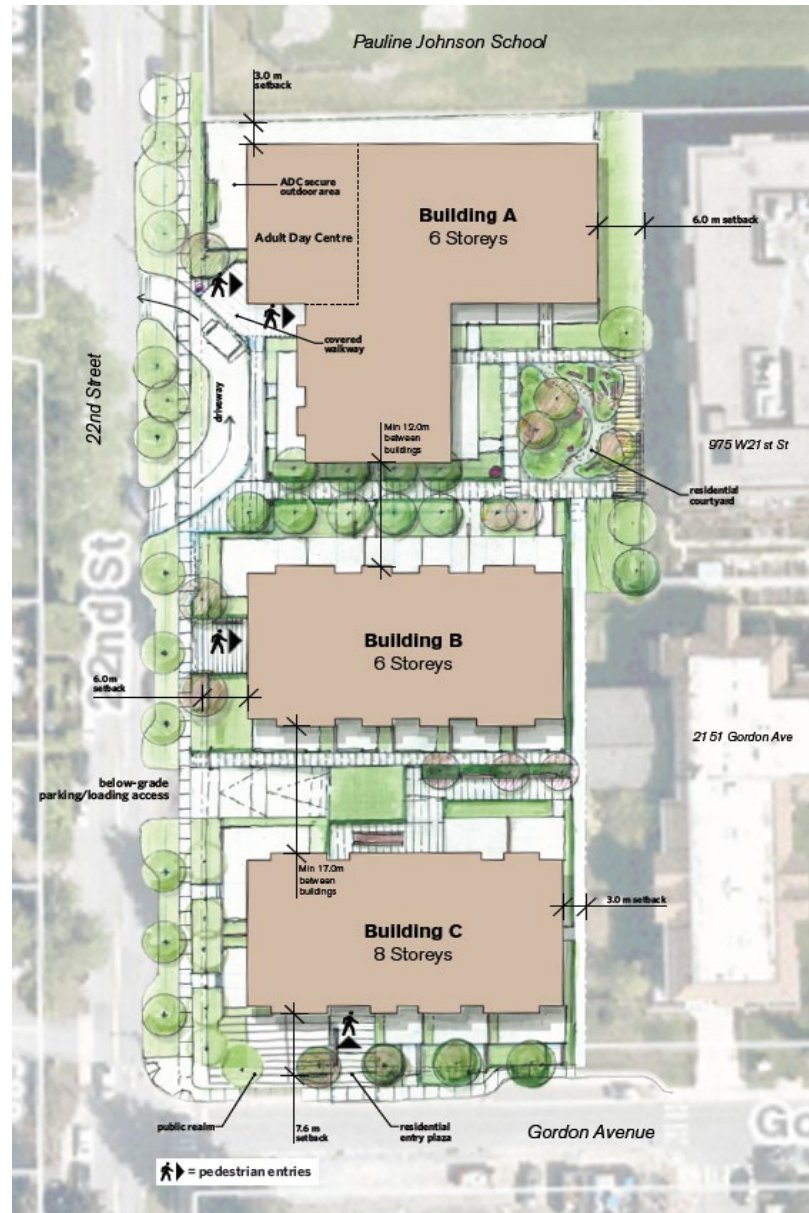 Pauline Johnson School
3.0 m
setback
ADC secure
outdoor area
Building A
6 Storeys
Adult Day Centre
6.0 m setback
covered
walkway
22nd Street
driveway
Min 12.0m
between
buildings
975 W21st St
residential
courtyard
22nd St
Building B
6 Storeys
6.0m
setback
2151 Gordon Ave
below-grade
parking/loading access
Min 17.0m
between
buildings
3.0m setback
Building C
8 Storeys
public realm
7.6 m
setback
residential
entry plaza
Gordon Avenue
Go
= pedestrian entries